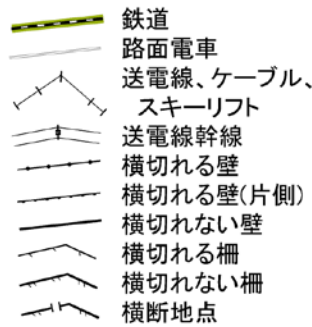 鉄道
路面電車
送電線、ケーブル、
スキーリフト
送電線幹線
横切れる壁
横切れる壁(片側)
横切れない壁
横切れる柵
横切れない柵
横断地点